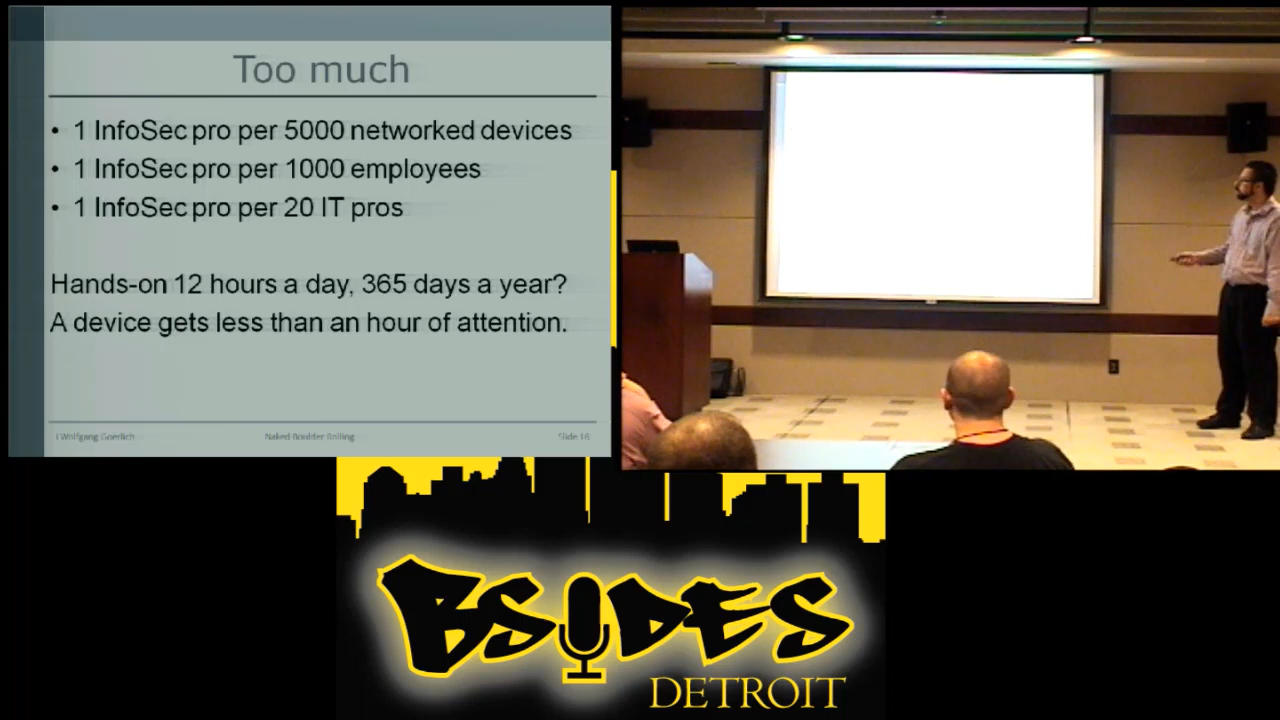 Too much
• 1 InfoSec pro per 5000 networked devices
• 1 InfoSec pro per 1000 employees
• 1 InfoSec pro per 20 IT pros
Hands-on 12 hours a day, 365 days a year?
A device gets less than an hour of attention.
J Wolfgang Goerlich Naked Boulder Rolling Slide 16
BSIDES
DETROIT